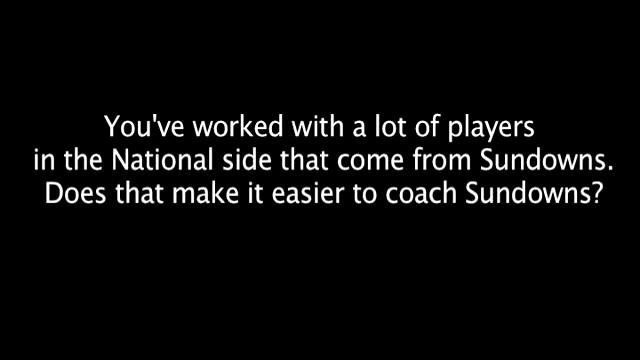 You've worked with a lot of players
in the National side that come from Sundowns.
Does that make it easier to coach Sundowns?